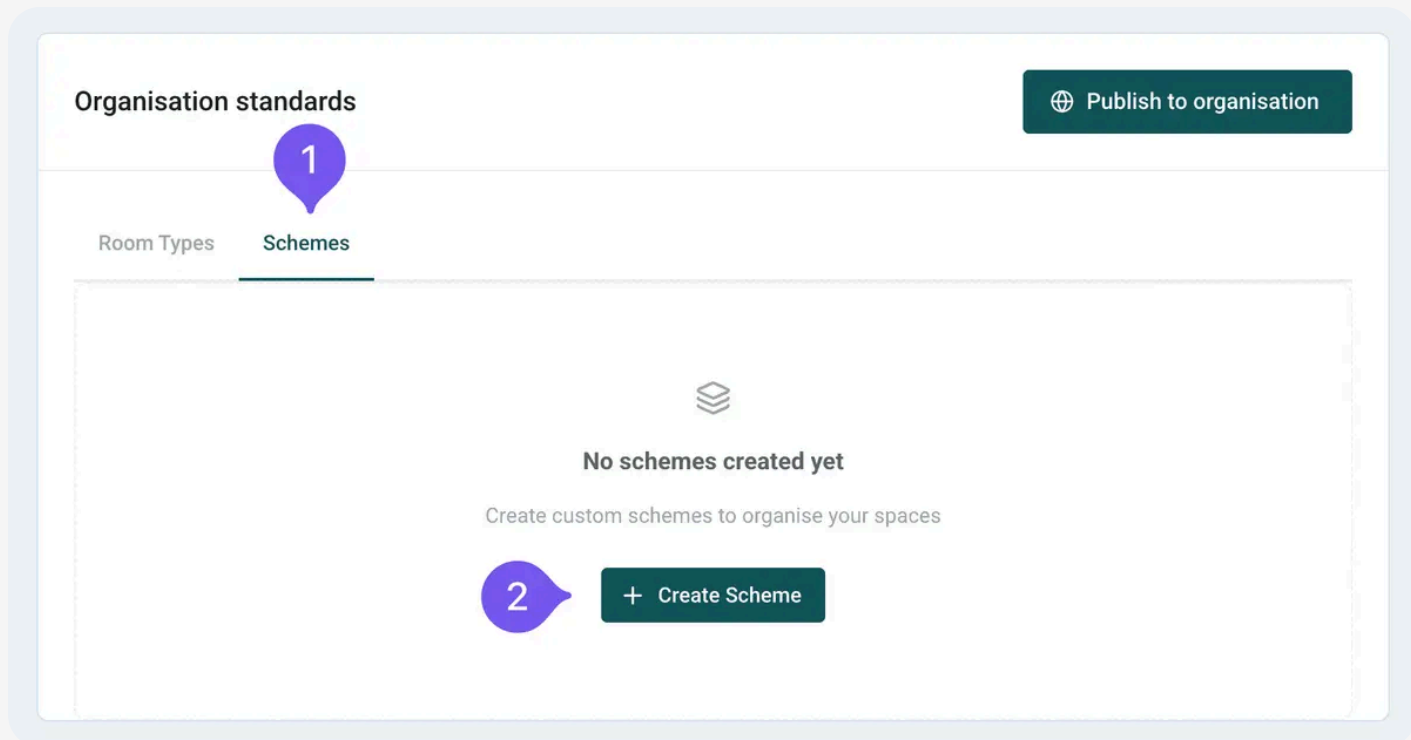 Organisation standards
Publish to organisation
1
Room Types
Schemes
No schemes created yet
Create custom schemes to organise your spaces
2
+ Create Scheme